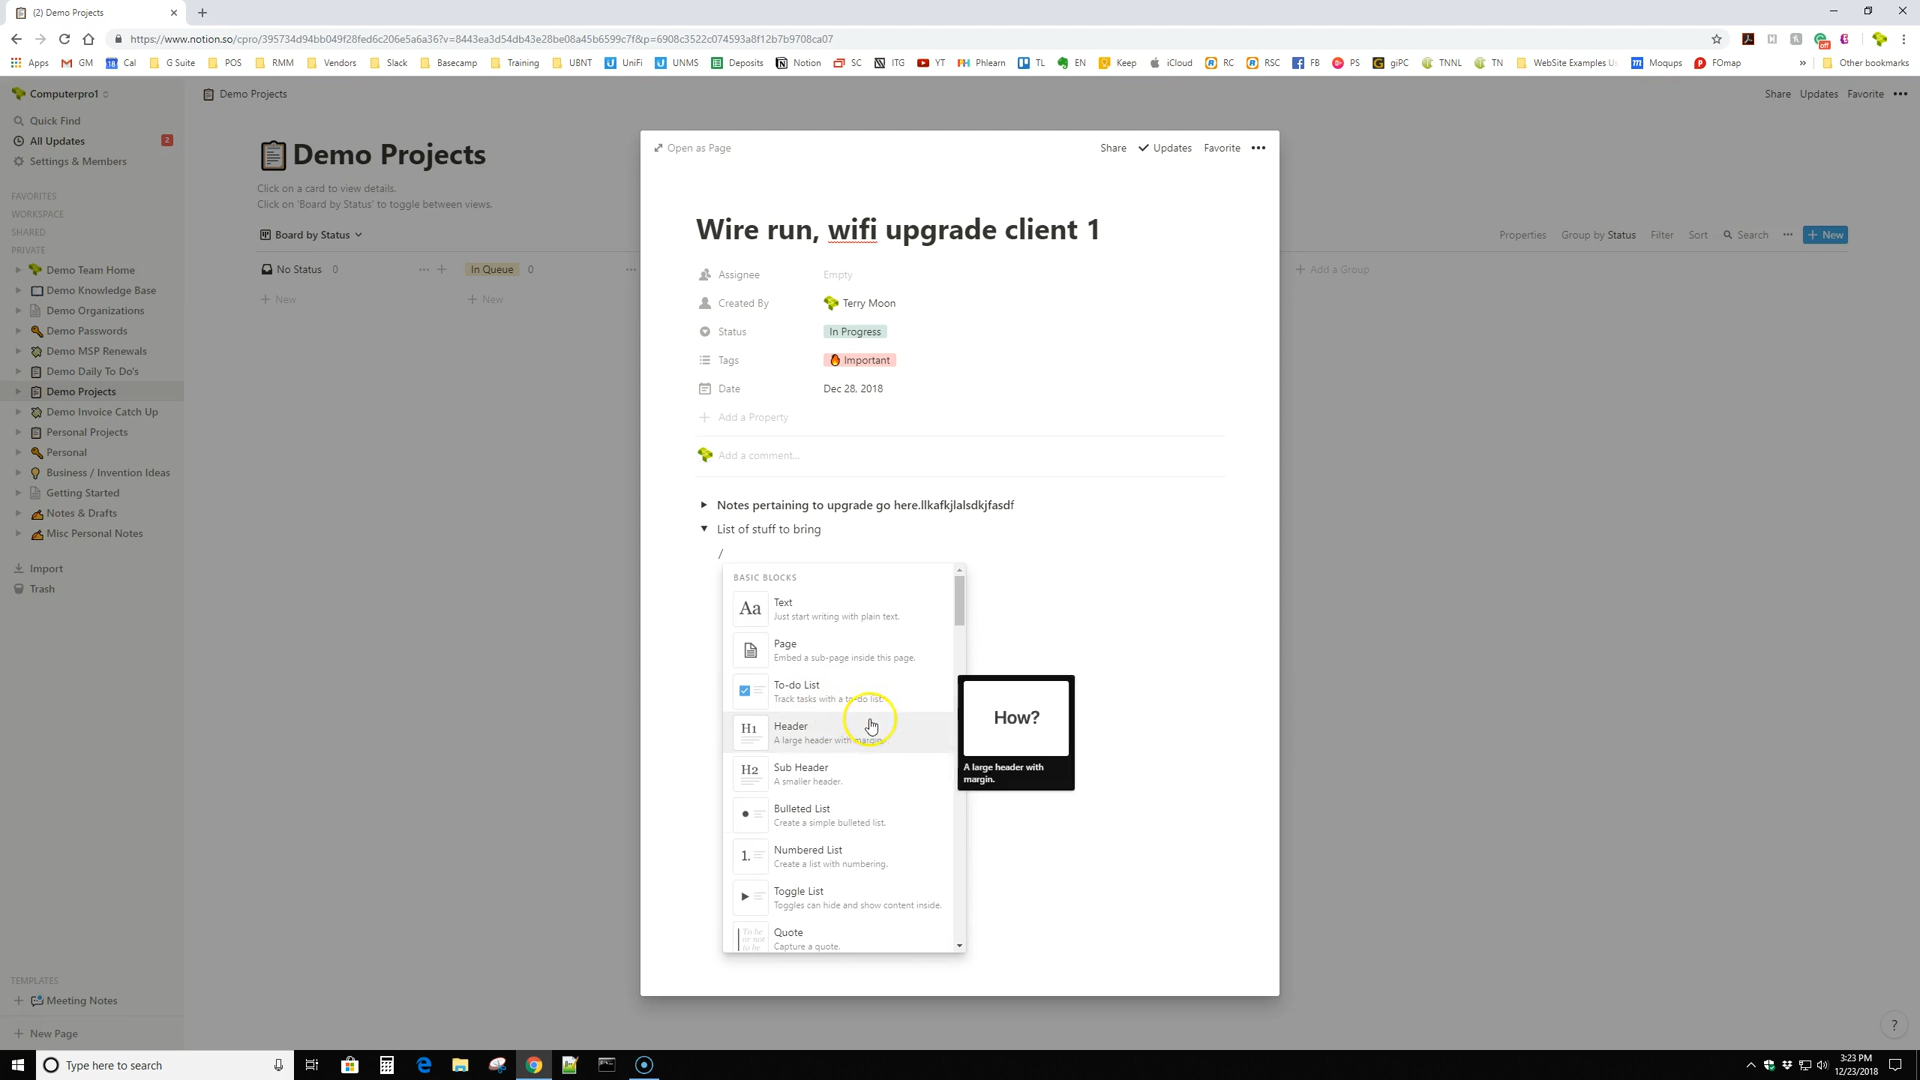 (2) Demo Projects
https://www.notion.so/cpro/395734d94bb049f28fed6c206e5a6a36?v=8443ea3d54db43e28be08a45b6599c7f&p=6908c3522c074593a8f12b7b9708ca07
Apps GM Cal G Suite POS RMM Vendors Slack Basecamp Training UBNT UniFi UNMS Deposits Notion SC ITG YT Phlearn TL EN Keep iCloud RC RSC FB PS giPC TNNL TN WebSite Examples Us Moqups FOmap » Other bookmarks
Computerpro1
Demo Projects
Share Updates Favorite •••
Quick Find
All Updates 2
Settings & Members
FAVORITES
WORKSPACE
SHARED
PRIVATE
Demo Team Home
Demo Knowledge Base
Demo Organizations
Demo Passwords
Demo MSP Renewals
Demo Daily To Do's
Demo Projects
Demo Invoice Catch Up
Personal Projects
Personal
Business / Invention Ideas
Getting Started
Notes & Drafts
Misc Personal Notes
Import
Trash
TEMPLATES
+ Meeting Notes
+ New Page
Demo Projects
Click on a card to view details.
Click on 'Board by Status' to toggle between views.
Board by Status
Properties Group by Status Filter Sort Search ••• + New
No Status 0 ••• +
In Queue 0 •••
+ Add a Group
+ New
+ New
Open as Page
Share Updates Favorite •••
Wire run, wifi upgrade client 1
Assignee Empty
Created By Terry Moon
Status In Progress
Tags Important
Date Dec 28, 2018
+ Add a Property
Add a comment...
Notes pertaining to upgrade go here.llkafkjlalsdkjfasdf
List of stuff to bring
/
BASIC BLOCKS
Aa Text
Just start writing with plain text.
Page
Embed a sub-page inside this page.
To-do List
Track tasks with a to-do list.
H1 Header
A large header with margin.
H2 Sub Header
A smaller header.
Bulleted List
Create a simple bulleted list.
1. Numbered List
Create a list with numbering.
Toggle List
Toggles can hide and show content inside.
To be or not to be
Quote
Capture a quote.
How?
A large header with
margin.
?
Type here to search
3:23 PM
12/23/2018